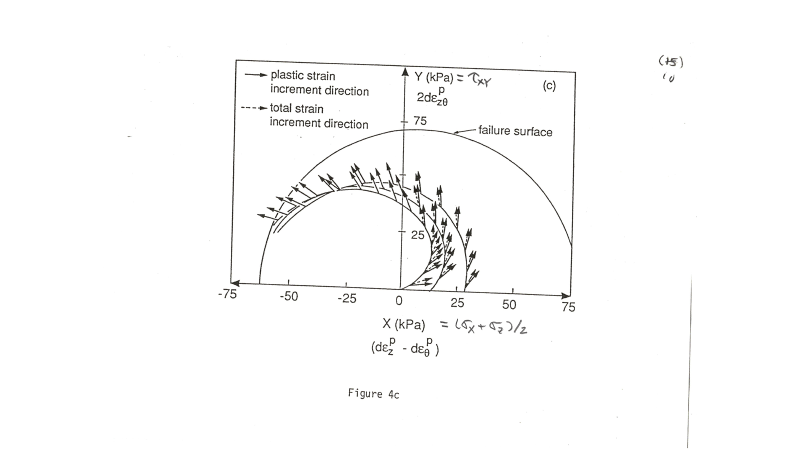 (15)
10
plastic strain
increment direction
total strain
increment direction
Y (kPa) = τxy
2dε^p_zθ
(c)
75
failure surface
25
-75 -50 -25 0 25 50 75
X (kPa) = (σx + σz)/2
(dε^p_z - dε^p_θ)
Figure 4c